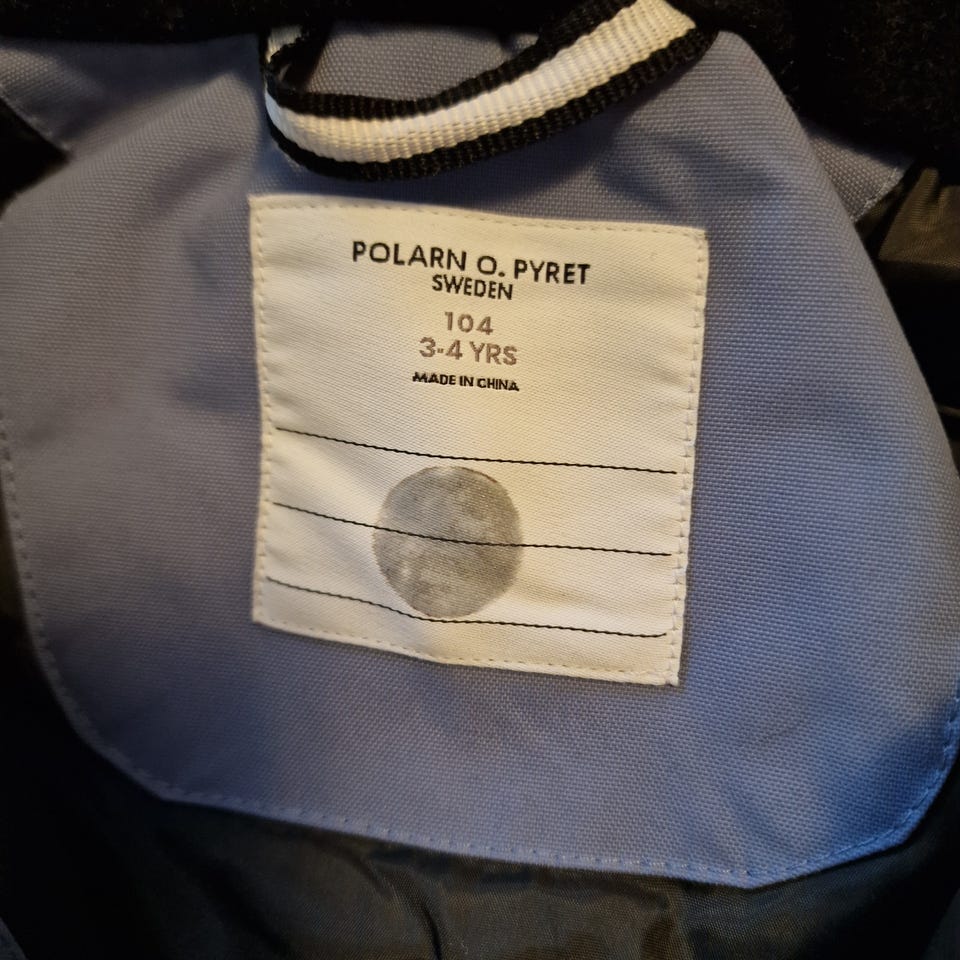 POLARN O. PYRET
SWEDEN
104
3-4 YRS
MADE IN CHINA